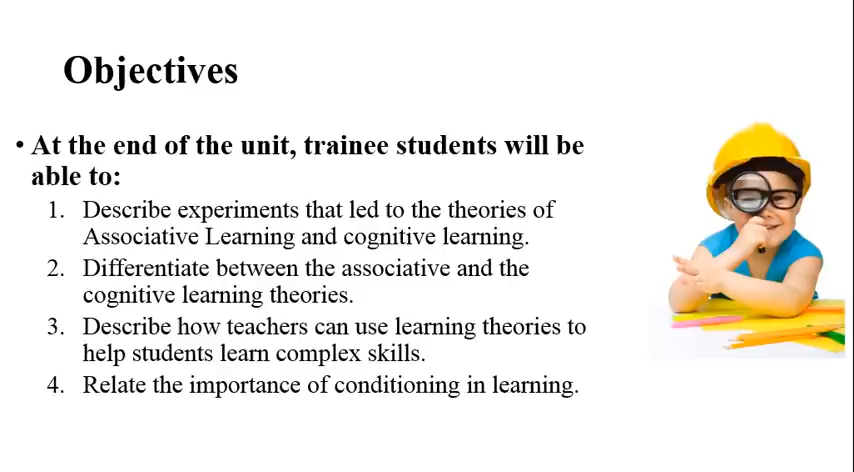 Objectives
• At the end of the unit, trainee students will be
able to:
1. Describe experiments that led to the theories of
Associative Learning and cognitive learning.
2. Differentiate between the associative and the
cognitive learning theories.
3. Describe how teachers can use learning theories to
help students learn complex skills.
4. Relate the importance of conditioning in learning.